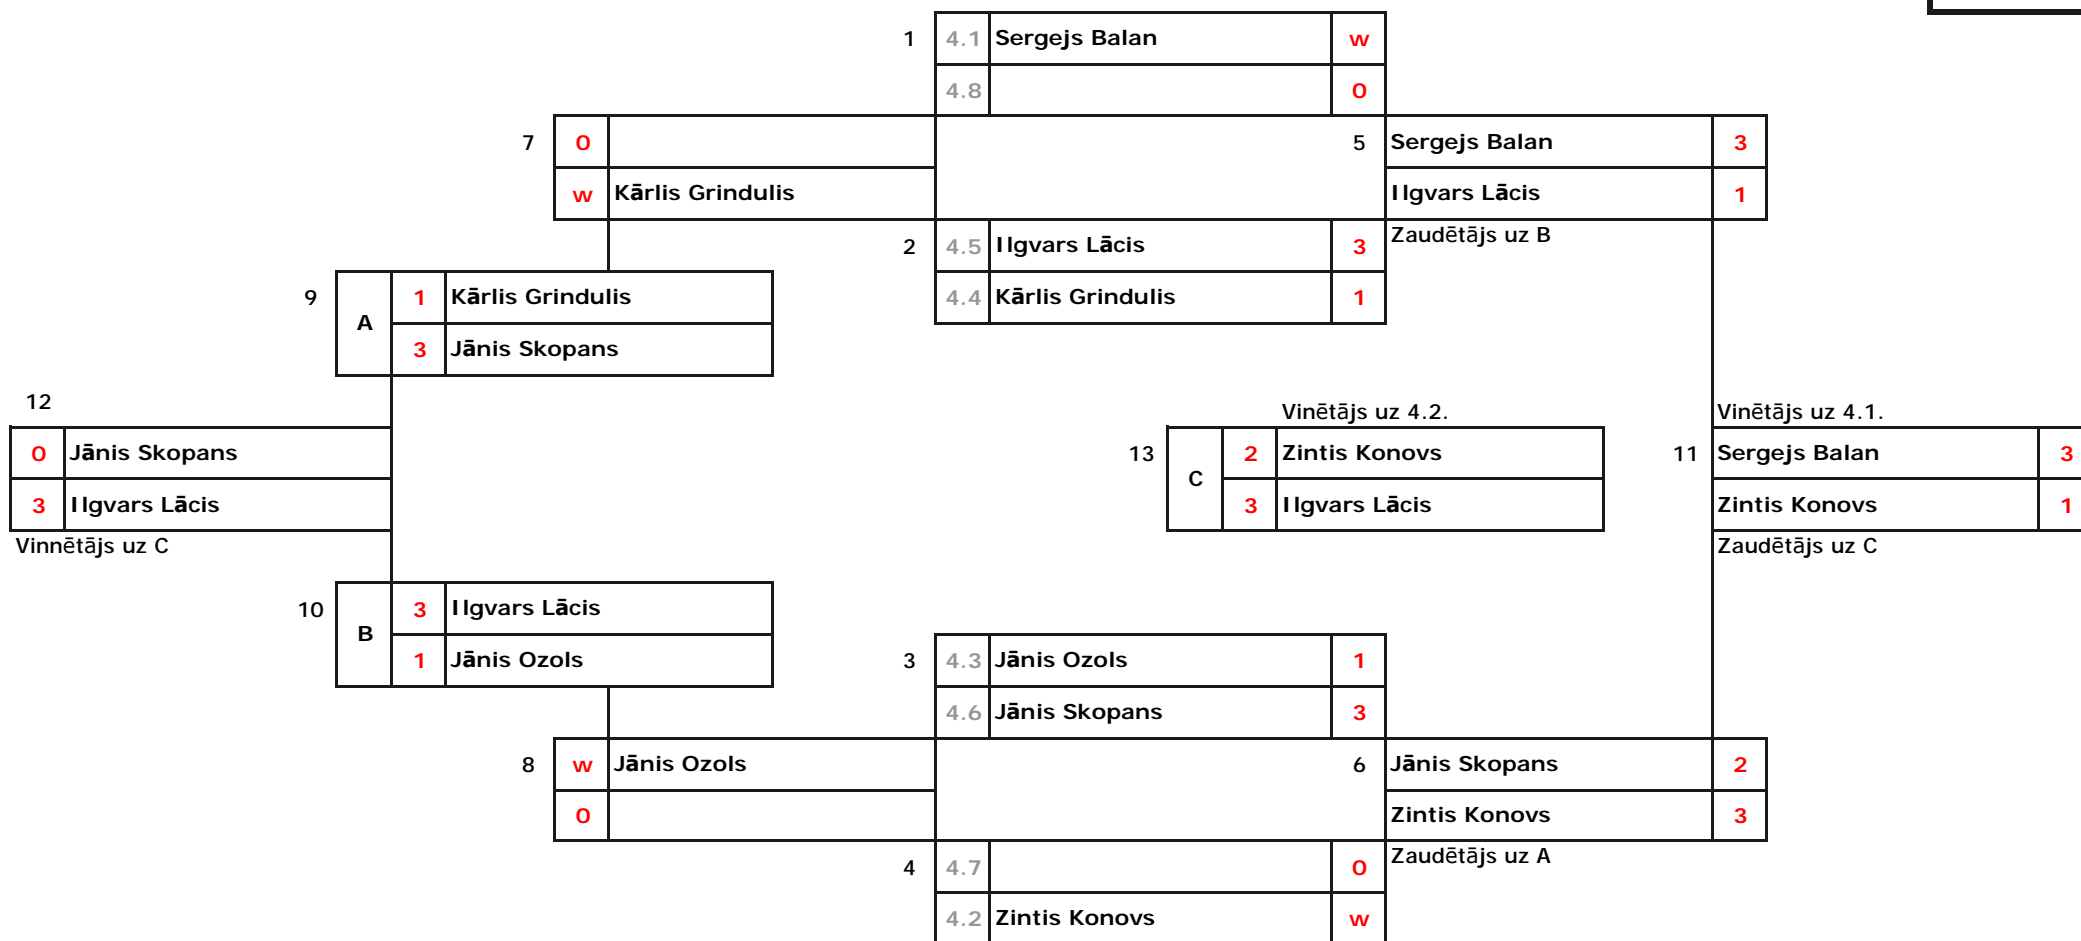 1 4.1 Sergejs Balan w
4.8 0
7 0 5 Sergejs Balan 3
w Kārlis Grindulis Ilgvars Lācis 1
2 4.5 Ilgvars Lācis 3 Zaudētājs uz B
9 A 1 Kārlis Grindulis 4.4 Kārlis Grindulis 1
3 Jānis Skopans
12 Vinētājs uz 4.2. Vinētājs uz 4.1.
0 Jānis Skopans 13 C 2 Zintis Konovs 11 Sergejs Balan 3
3 Ilgvars Lācis 3 Ilgvars Lācis Zintis Konovs 1
Vinnētājs uz C Zaudētājs uz C
10 B 3 Ilgvars Lācis
1 Jānis Ozols 3 4.3 Jānis Ozols 1
4.6 Jānis Skopans 3
8 w Jānis Ozols 6 Jānis Skopans 2
0 Zintis Konovs 3
4 4.7 0 Zaudētājs uz A
4.2 Zintis Konovs w